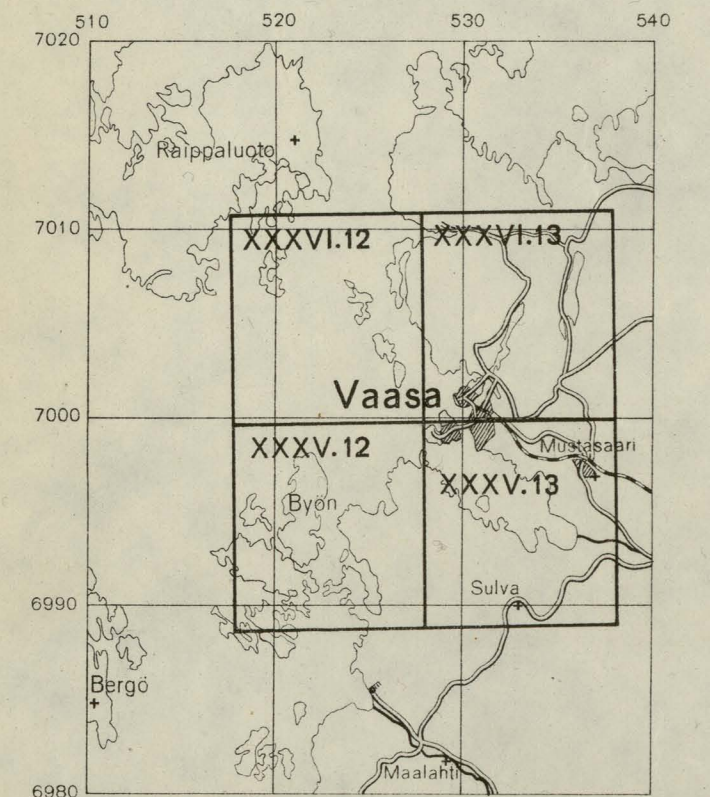 510 520 530 540
7020
Raippaluoto
7010
XXXVI.12 XXXVI.13
Vaasa
7000
XXXV.12 Mustasaari
XXXV.13
Byön
Sulva
6990
Bergö
Maalahti
6980